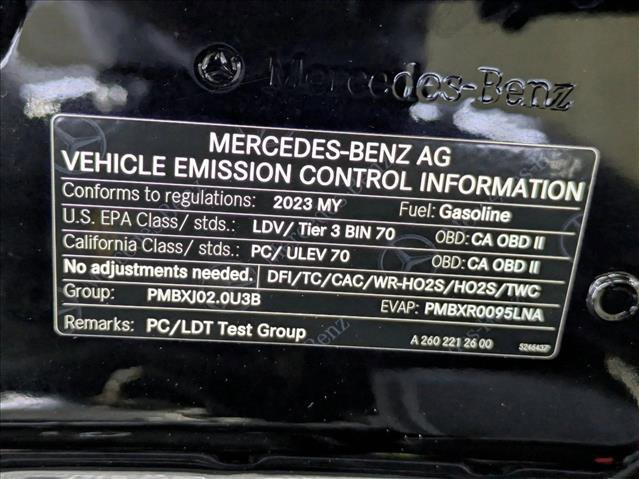 Mercedes-Benz
MERCEDES-BENZ AG
VEHICLE EMISSION CONTROL INFORMATION
Conforms to regulations: 2023 MY Fuel: Gasoline
U.S. EPA Class/ stds.: LDV/ Tier 3 BIN 70 OBD: CA OBD II
California Class/ stds.: PC/ ULEV 70 OBD: CA OBD II
No adjustments needed. DFI/TC/CAC/WR-HO2S/HO2S/TWC
Group: PMBXJ02.0U3B EVAP: PMBXR0095LNA
Remarks: PC/LDT Test Group A 260 221 26 00